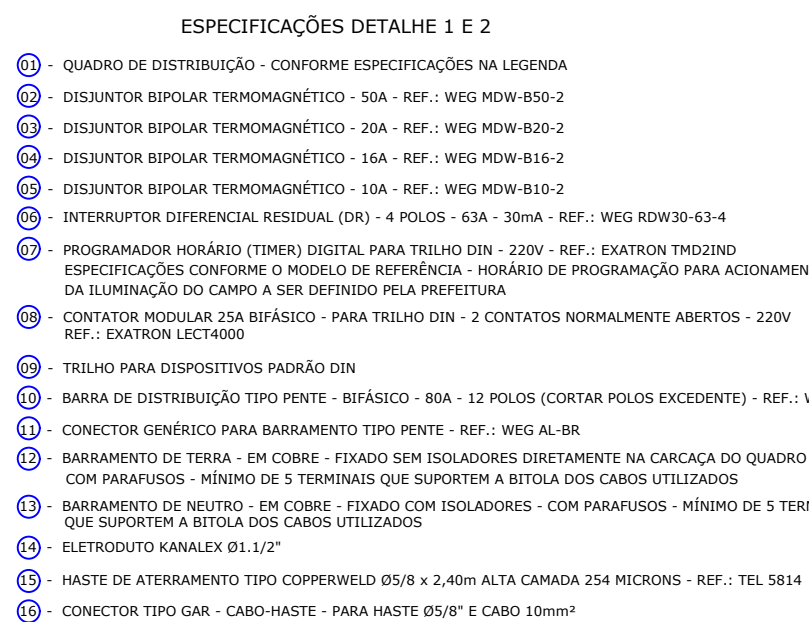 ESPECIFICAÇÕES DETALHE 1 E 2
01 - QUADRO DE DISTRIBUIÇÃO - CONFORME ESPECIFICAÇÕES NA LEGENDA
02 - DISJUNTOR BIPOLAR TERMOMAGNÉTICO - 50A - REF.: WEG MDW-B50-2
03 - DISJUNTOR BIPOLAR TERMOMAGNÉTICO - 20A - REF.: WEG MDW-B20-2
04 - DISJUNTOR BIPOLAR TERMOMAGNÉTICO - 16A - REF.: WEG MDW-B16-2
05 - DISJUNTOR BIPOLAR TERMOMAGNÉTICO - 10A - REF.: WEG MDW-B10-2
06 - INTERRUPTOR DIFERENCIAL RESIDUAL (DR) - 4 POLOS - 63A - 30mA - REF.: WEG RDW30-63-4
07 - PROGRAMADOR HORÁRIO (TIMER) DIGITAL PARA TRILHO DIN - 220V - REF.: EXATRON TMD2IND
ESPECIFICAÇÕES CONFORME O MODELO DE REFERÊNCIA - HORÁRIO DE PROGRAMAÇÃO PARA ACIONAMEN
DA ILUMINAÇÃO DO CAMPO A SER DEFINIDO PELA PREFEITURA
08 - CONTATOR MODULAR 25A BIFÁSICO - PARA TRILHO DIN - 2 CONTATOS NORMALMENTE ABERTOS - 220V
REF.: EXATRON LECT4000
09 - TRILHO PARA DISPOSITIVOS PADRÃO DIN
10 - BARRA DE DISTRIBUIÇÃO TIPO PENTE - BIFÁSICO - 80A - 12 POLOS (CORTAR POLOS EXCEDENTE) - REF.:
11 - CONECTOR GENÉRICO PARA BARRAMENTO TIPO PENTE - REF.: WEG AL-BR
12 - BARRAMENTO DE TERRA - EM COBRE - FIXADO SEM ISOLADORES DIRETAMENTE NA CARCAÇA DO QUADRO
COM PARAFUSOS - MÍNIMO DE 5 TERMINAIS QUE SUPORTEM A BITOLA DOS CABOS UTILIZADOS
13 - BARRAMENTO DE NEUTRO - EM COBRE - FIXADO COM ISOLADORES - COM PARAFUSOS - MÍNIMO DE 5
QUE SUPORTEM A BITOLA DOS CABOS UTILIZADOS
14 - ELETRODUTO KANALEX Ø1.1/2"
15 - HASTE DE ATERRAMENTO TIPO COPPERWELD Ø5/8 x 2,40m ALTA CAMADA 254 MICRONS - REF.: TEL 5814
16 - CONECTOR TIPO GAR - CABO-HASTE - PARA HASTE Ø5/8" E CABO 10mm²